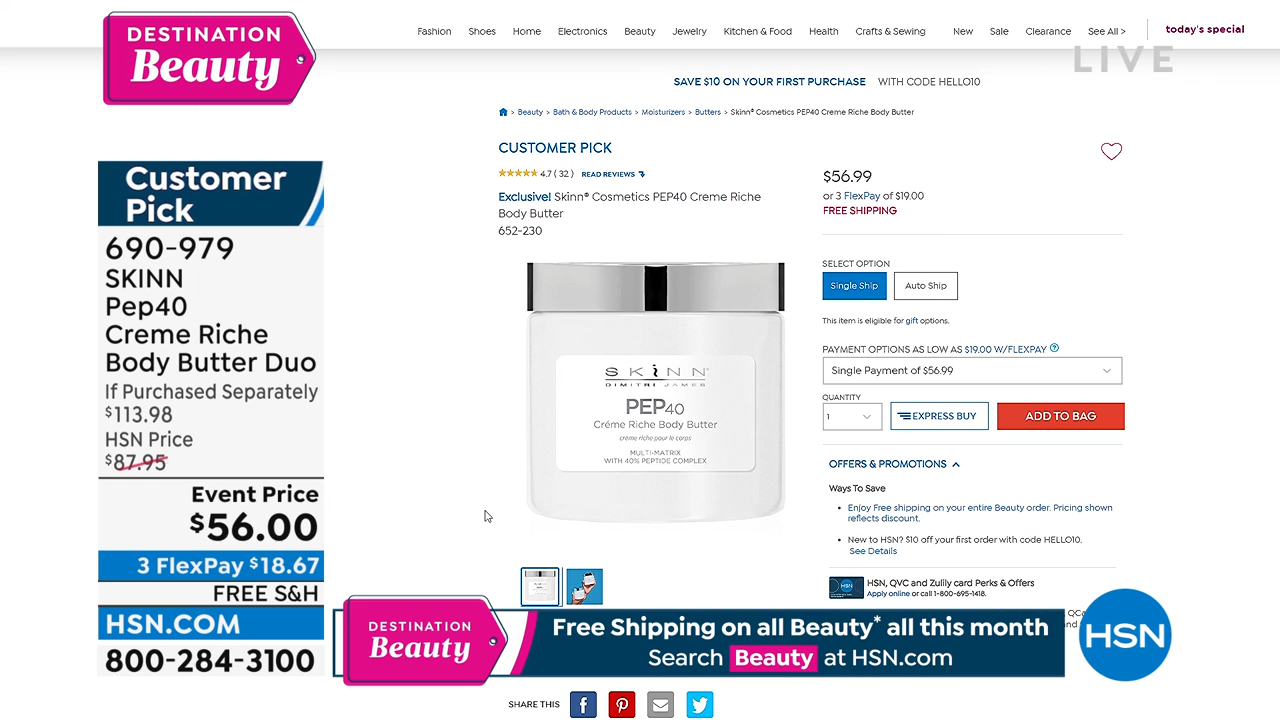 DESTINATION
Beauty
Fashion Shoes Home Electronics Beauty Jewelry Kitchen & Food Health Crafts & Sewing New Sale Clearance See All > today's special
LIVE
SAVE $10 ON YOUR FIRST PURCHASE WITH CODE HELLO10
> Beauty > Bath & Body Products > Moisturizers > Butters > Skinn® Cosmetics PEP40 Creme Riche Body Butter
Customer
Pick
690-979
SKINN
Pep40
Creme Riche
Body Butter Duo
If Purchased Separately
$113.98
HSN Price
$87.95
Event Price
$56.00
3 FlexPay $18.67
FREE S&H
HSN.COM
800-284-3100
CUSTOMER PICK
4.7 ( 32 ) READ REVIEWS
Exclusive! Skinn® Cosmetics PEP40 Creme Riche
Body Butter
652-230
SKiNN®
DIMITRI JAMES
PEP40
Créme Riche Body Butter
crème riche pour le corps
MULTI-MATRIX
WITH 40% PEPTIDE COMPLEX
$56.99
or 3 FlexPay of $19.00
FREE SHIPPING
SELECT OPTION
Single Ship Auto Ship
This item is eligible for gift options.
PAYMENT OPTIONS AS LOW AS $19.00 W/FLEXPAY ?
Single Payment of $56.99
QUANTITY
1 EXPRESS BUY ADD TO BAG
OFFERS & PROMOTIONS
Ways To Save
• Enjoy Free shipping on your entire Beauty order. Pricing shown
reflects discount.
• New to HSN? $10 off your first order with code HELLO10.
See Details
HSN HSN, QVC and Zulily card Perks & Offers
Apply online or call 1-800-695-1418.
DESTINATION
Beauty
Free Shipping on all Beauty* all this month
Search Beauty at HSN.com
HSN
SHARE THIS